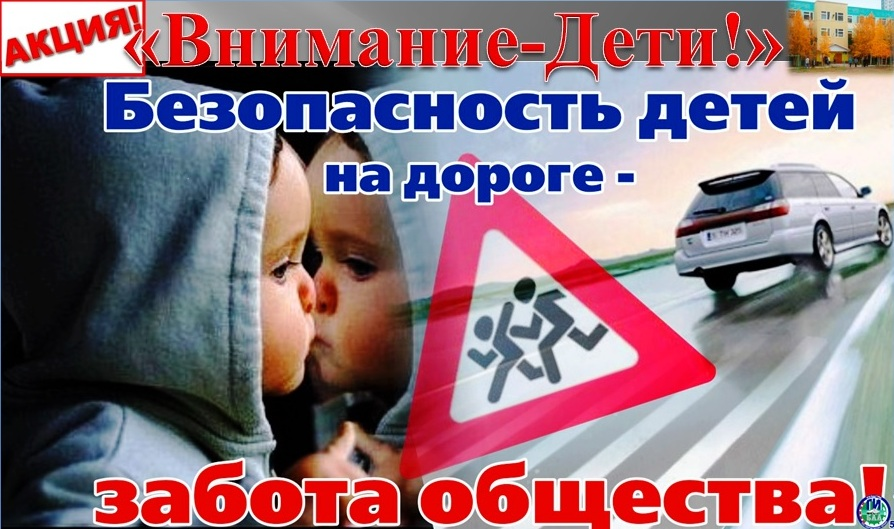 АКЦИЯ!
«Внимание-Дети!»
Безопасность детей
на дороге -
забота общества!